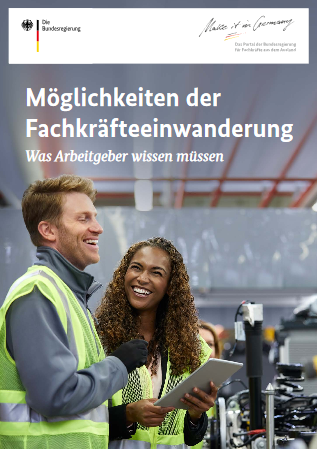 Die
Bundesregierung
Make it in Germany
Das Portal der Bundesregierung
für Fachkräfte aus dem Ausland
Möglichkeiten der
Fachkräfteeinwanderung
Was Arbeitgeber wissen müssen